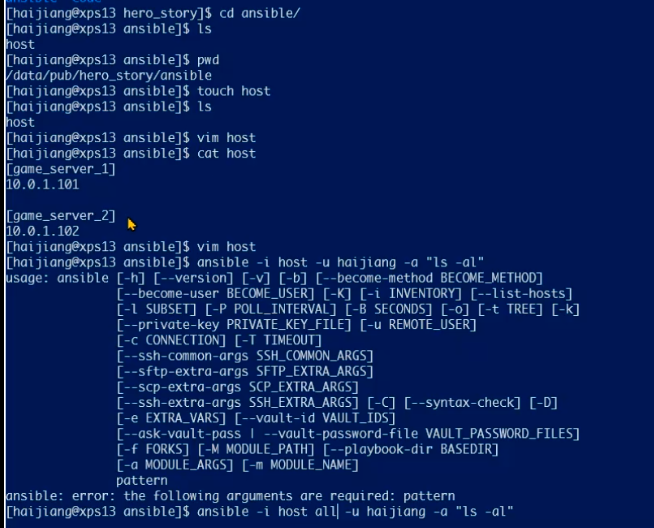 ansible code
[haijiang@xps13 hero_story]$ cd ansible/
[haijiang@xps13 ansible]$ ls
host
[haijiang@xps13 ansible]$ pwd
/data/pub/hero_story/ansible
[haijiang@xps13 ansible]$ touch host
[haijiang@xps13 ansible]$ ls
host
[haijiang@xps13 ansible]$ vim host
[haijiang@xps13 ansible]$ cat host
[game_server_1]
10.0.1.101
[game_server_2]
10.0.1.102
[haijiang@xps13 ansible]$ vim host
[haijiang@xps13 ansible]$ ansible -i host -u haijiang -a "ls -al"
usage: ansible [-h] [--version] [-v] [-b] [--become-method BECOME_METHOD]
[--become-user BECOME_USER] [-K] [-i INVENTORY] [--list-hosts]
[-l SUBSET] [-P POLL_INTERVAL] [-B SECONDS] [-o] [-t TREE] [-k]
[--private-key PRIVATE_KEY_FILE] [-u REMOTE_USER]
[-c CONNECTION] [-T TIMEOUT]
[--ssh-common-args SSH_COMMON_ARGS]
[--sftp-extra-args SFTP_EXTRA_ARGS]
[--scp-extra-args SCP_EXTRA_ARGS]
[--ssh-extra-args SSH_EXTRA_ARGS] [-C] [--syntax-check] [-D]
[-e EXTRA_VARS] [--vault-id VAULT_IDS]
[--ask-vault-pass | --vault-password-file VAULT_PASSWORD_FILES]
[-f FORKS] [-M MODULE_PATH] [--playbook-dir BASEDIR]
[-a MODULE_ARGS] [-m MODULE_NAME]
pattern
ansible: error: the following arguments are required: pattern
[haijiang@xps13 ansible]$ ansible -i host all -u haijiang -a "ls -al"